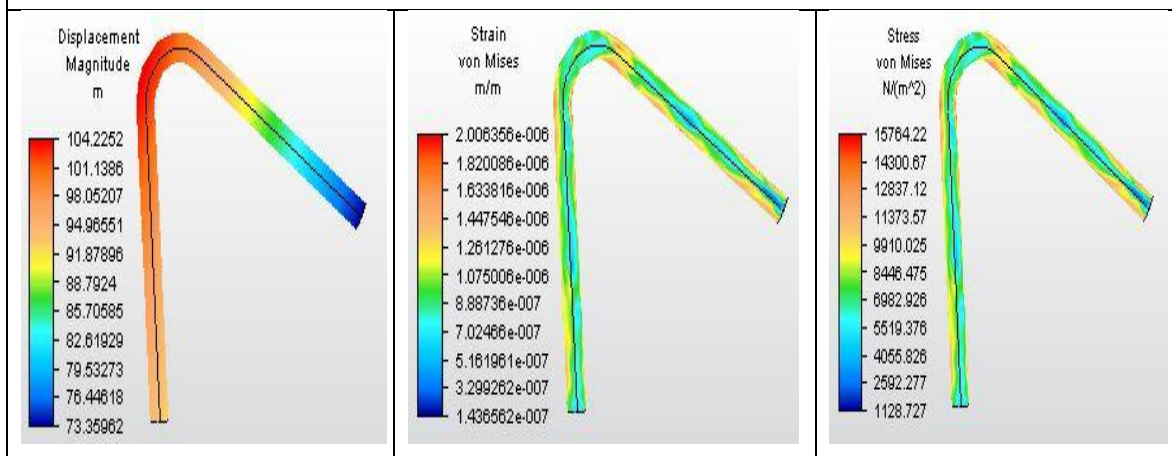 Displacement
Magnitude
m
104.2252
101.1386
98.05207
94.96551
91.87896
88.7924
85.70585
82.61929
79.53273
76.44618
73.35962
Strain
von Mises
m/m
2.006356e-006
1.820086e-006
1.633816e-006
1.447546e-006
1.261276e-006
1.075006e-006
8.88736e-007
7.02466e-007
5.161961e-007
3.299262e-007
1.436562e-007
Stress
von Mises
N/(m^2)
15764.22
14300.67
12837.12
11373.57
9910.025
8446.475
6982.926
5519.376
4055.826
2592.277
1128.727